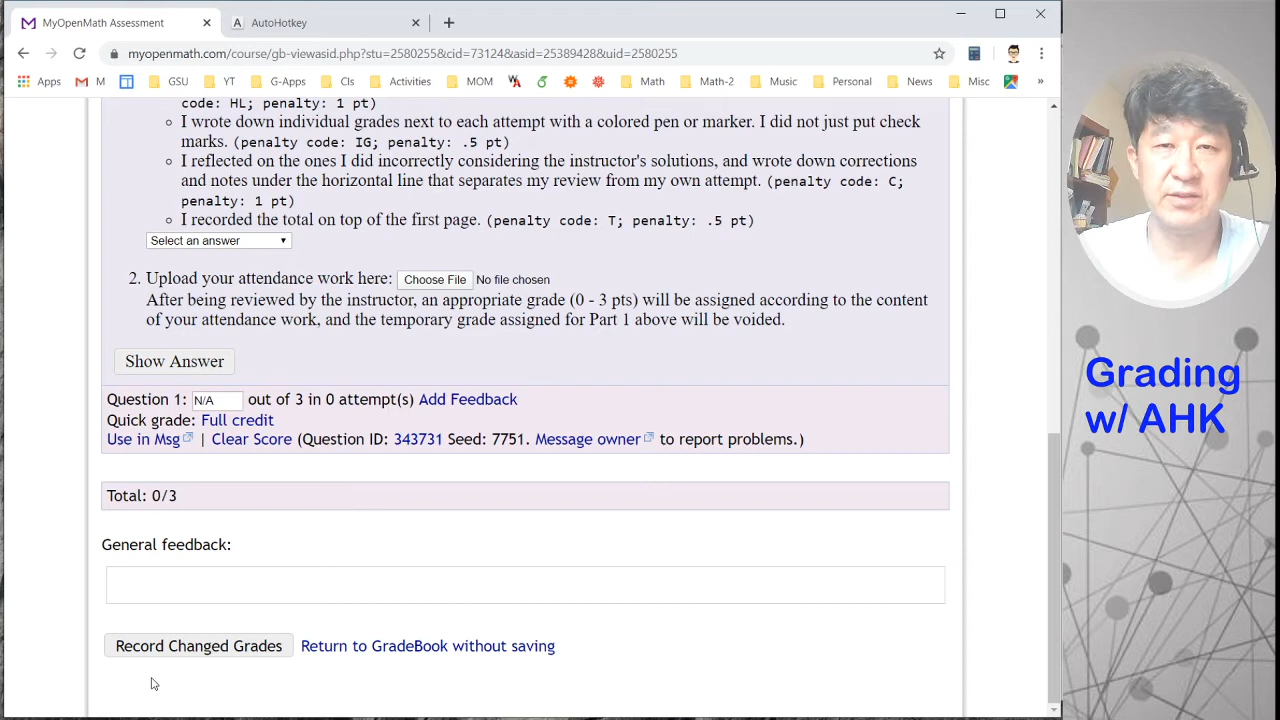 MyOpenMath Assessment
AutoHotkey
myopenmath.com/course/gb-viewasid.php?stu=2580255&cid=73124&asid=25389428&uid=2580255
Apps M GSU YT G-Apps CIs Activities MOM Math Math-2 Music Personal News Misc »
code: HL; penalty: 1 pt)
I wrote down individual grades next to each attempt with a colored pen or marker. I did not just put check
marks. (penalty code: IG; penalty: .5 pt)
I reflected on the ones I did incorrectly considering the instructor's solutions, and wrote down corrections
and notes under the horizontal line that separates my review from my own attempt. (penalty code: C;
penalty: 1 pt)
I recorded the total on top of the first page. (penalty code: T; penalty: .5 pt)
Select an answer
2. Upload your attendance work here: Choose File No file chosen
After being reviewed by the instructor, an appropriate grade (0 - 3 pts) will be assigned according to the content
of your attendance work, and the temporary grade assigned for Part 1 above will be voided.
Show Answer
Question 1: N/A out of 3 in 0 attempt(s) Add Feedback
Quick grade: Full credit
Use in Msg | Clear Score (Question ID: 343731 Seed: 7751. Message owner to report problems.)
Total: 0/3
General feedback:
Record Changed Grades Return to GradeBook without saving
Grading
w/ AHK